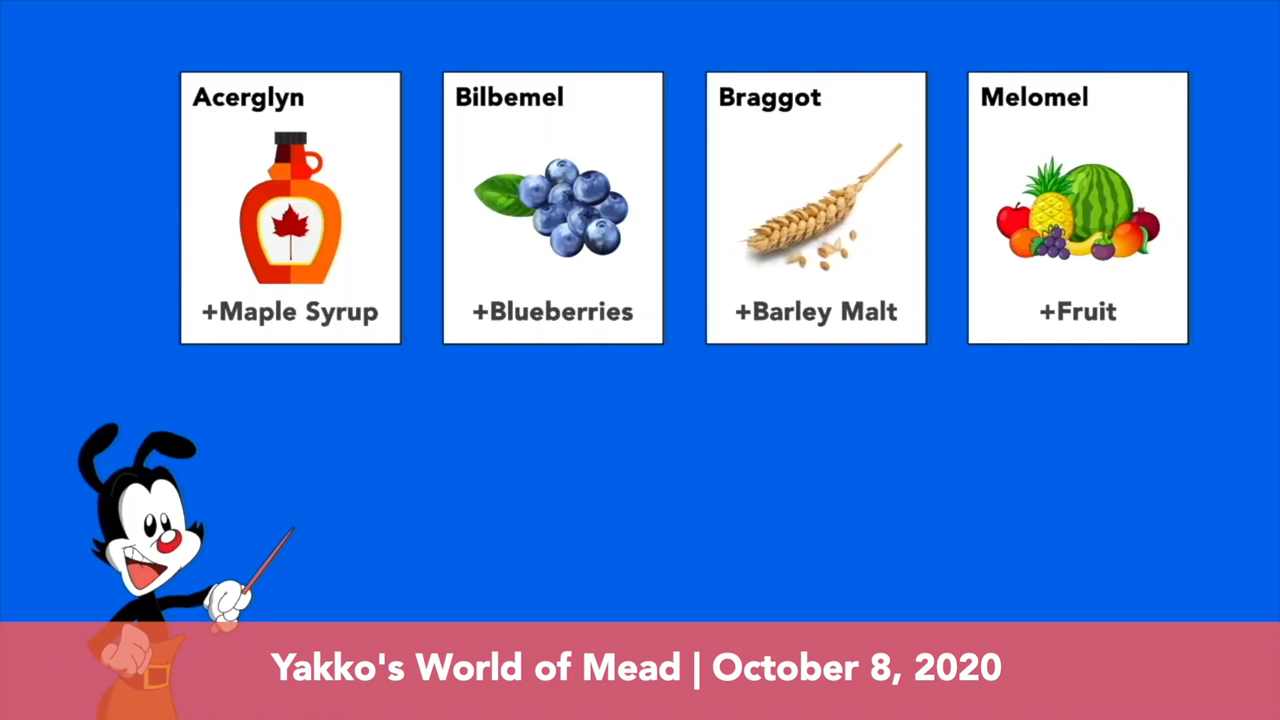 Acerglyn
+Maple Syrup
Bilbemel
+Blueberries
Braggot
+Barley Malt
Melomel
+Fruit
Yakko's World of Mead | October 8, 2020